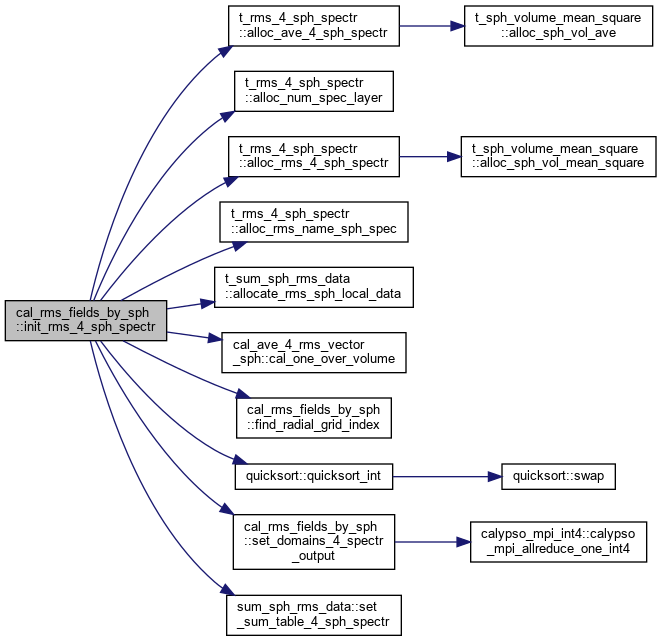 t_rms_4_sph_spectr
::alloc_ave_4_sph_spectr
t_sph_volume_mean_square
::alloc_sph_vol_ave
t_rms_4_sph_spectr
::alloc_num_spec_layer
t_rms_4_sph_spectr
::alloc_rms_4_sph_spectr
t_sph_volume_mean_square
::alloc_sph_vol_mean_square
t_rms_4_sph_spectr
::alloc_rms_name_sph_spec
t_sum_sph_rms_data
::allocate_rms_sph_local_data
cal_rms_fields_by_sph
::init_rms_4_sph_spectr
cal_ave_4_rms_vector
_sph::cal_one_over_volume
cal_rms_fields_by_sph
::find_radial_grid_index
quicksort::quicksort_int
quicksort::swap
cal_rms_fields_by_sph
::set_domains_4_spectr
_output
calypso_mpi_int4::calypso
_mpi_allreduce_one_int4
sum_sph_rms_data::set
_sum_table_4_sph_spectr